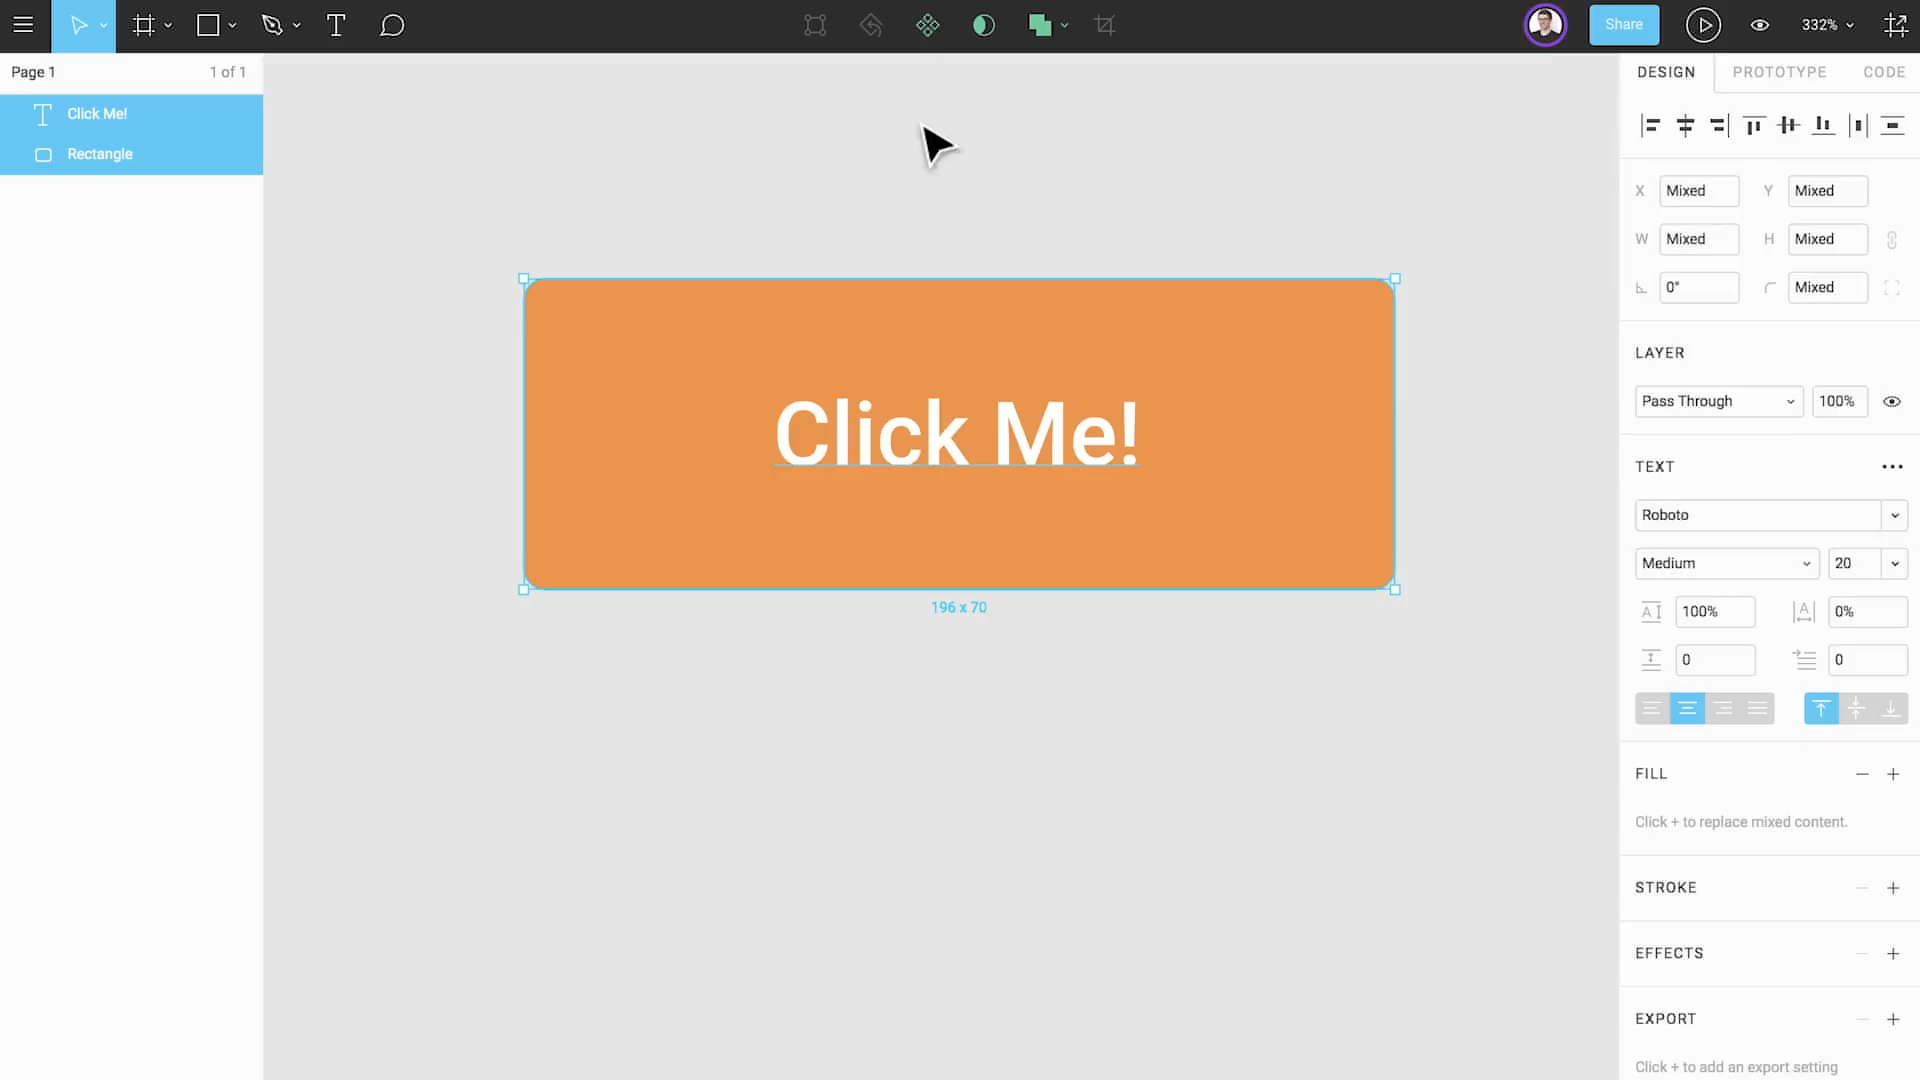 Share
332%
Page 1
1 of 1
Click Me!
Rectangle
Click Me!
196 x 70
DESIGN
PROTOTYPE
CODE
X Mixed Y Mixed
W Mixed H Mixed
0° Mixed
LAYER
Pass Through 100%
TEXT
Roboto
Medium 20
100% 0%
0 0
FILL
Click + to replace mixed content.
STROKE
EFFECTS
EXPORT
Click + to add an export setting